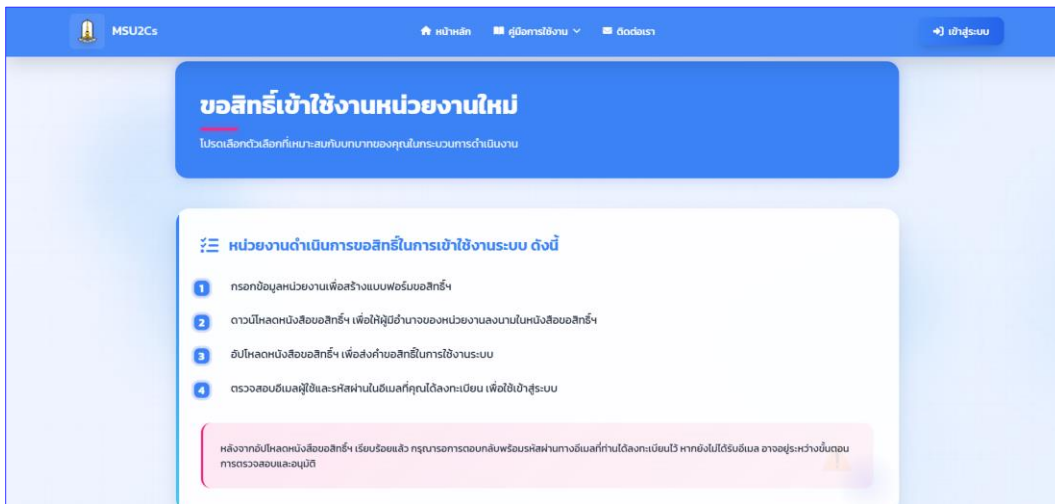 MSU2Cs
หน้าหลัก
คู่มือการใช้งาน
ติดต่อเรา
เข้าสู่ระบบ
ขอสิทธิ์เข้าใช้งานหน่วยงานใหม่
โปรดเลือกตัวเลือกที่เหมาะสมกับบทบาทของคุณในกระบวนการดำเนินงาน
หน่วยงานดำเนินการขอสิทธิ์ในการเข้าใช้งานระบบ ดังนี้
1 กรอกข้อมูลหน่วยงานเพื่อสร้างแบบฟอร์มขอสิทธิ์ฯ
2 ดาวน์โหลดหนังสือขอสิทธิ์ฯ เพื่อให้ผู้มีอำนาจของหน่วยงานลงนามในหนังสือขอสิทธิ์ฯ
3 อัปโหลดหนังสือขอสิทธิ์ฯ เพื่อส่งคำขอสิทธิ์ในการใช้งานระบบ
4 ตรวจสอบอีเมลผู้ใช้และรหัสผ่านในอีเมลที่คุณได้ลงทะเบียน เพื่อใช้เข้าสู่ระบบ
หลังจากอัปโหลดหนังสือขอสิทธิ์ฯ เรียบร้อยแล้ว กรุณารอการตอบกลับพร้อมรหัสผ่านทางอีเมลที่ท่านได้ลงทะเบียนไว้ หากยังไม่ได้รับอีเมล อาจอยู่ระหว่างขั้นตอน
การตรวจสอบและอนุมัติ